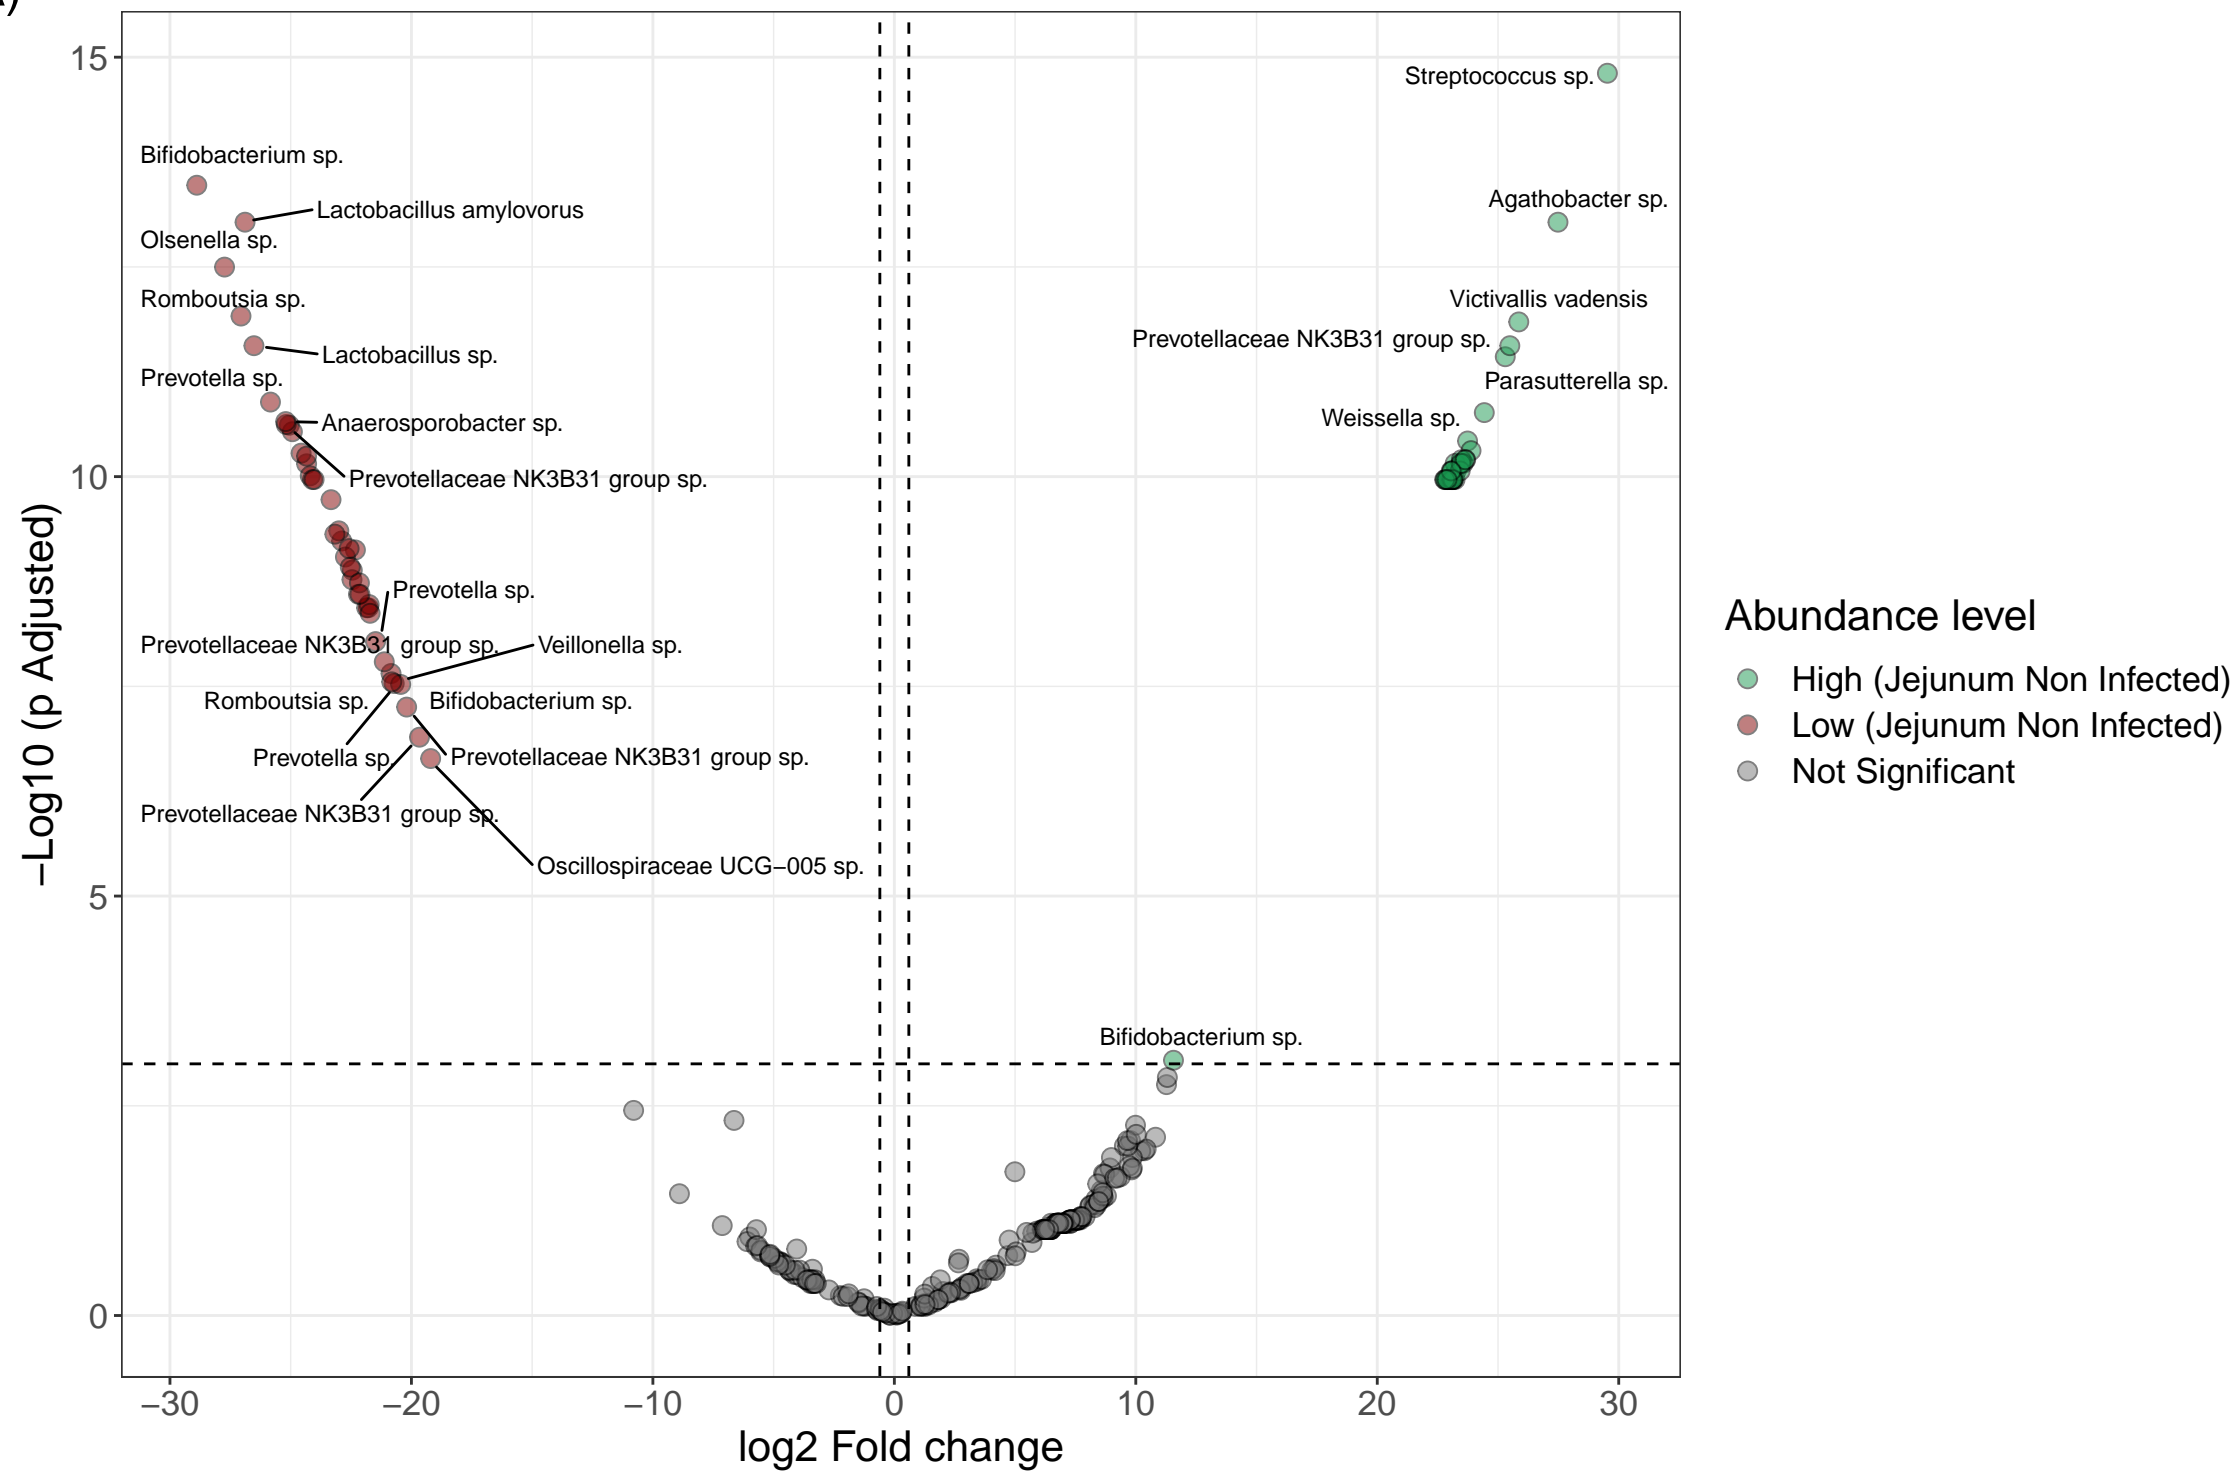 A)
15
10
5
0
−Log10 (p Adjusted)
Streptococcus sp.
Bifidobacterium sp.
Agathobacter sp.
Lactobacillus amylovorus
Olsenella sp.
Romboutsia sp.
Victivallis vadensis
Prevotellaceae NK3B31 group sp.
Lactobacillus sp.
Prevotella sp.
Parasutterella sp.
Weissella sp.
Anaerosporobacter sp.
Prevotellaceae NK3B31 group sp.
Prevotella sp.
Prevotellaceae NK3B31 group sp.
Veillonella sp.
Romboutsia sp.
Bifidobacterium sp.
Prevotella sp.
Prevotellaceae NK3B31 group sp.
Prevotellaceae NK3B31 group sp.
Oscillospiraceae UCG−005 sp.
Bifidobacterium sp.
−30
−20
−10
0
10
20
30
log2 Fold change
Abundance level
High (Jejunum Non Infected)
Low (Jejunum Non Infected)
Not Significant